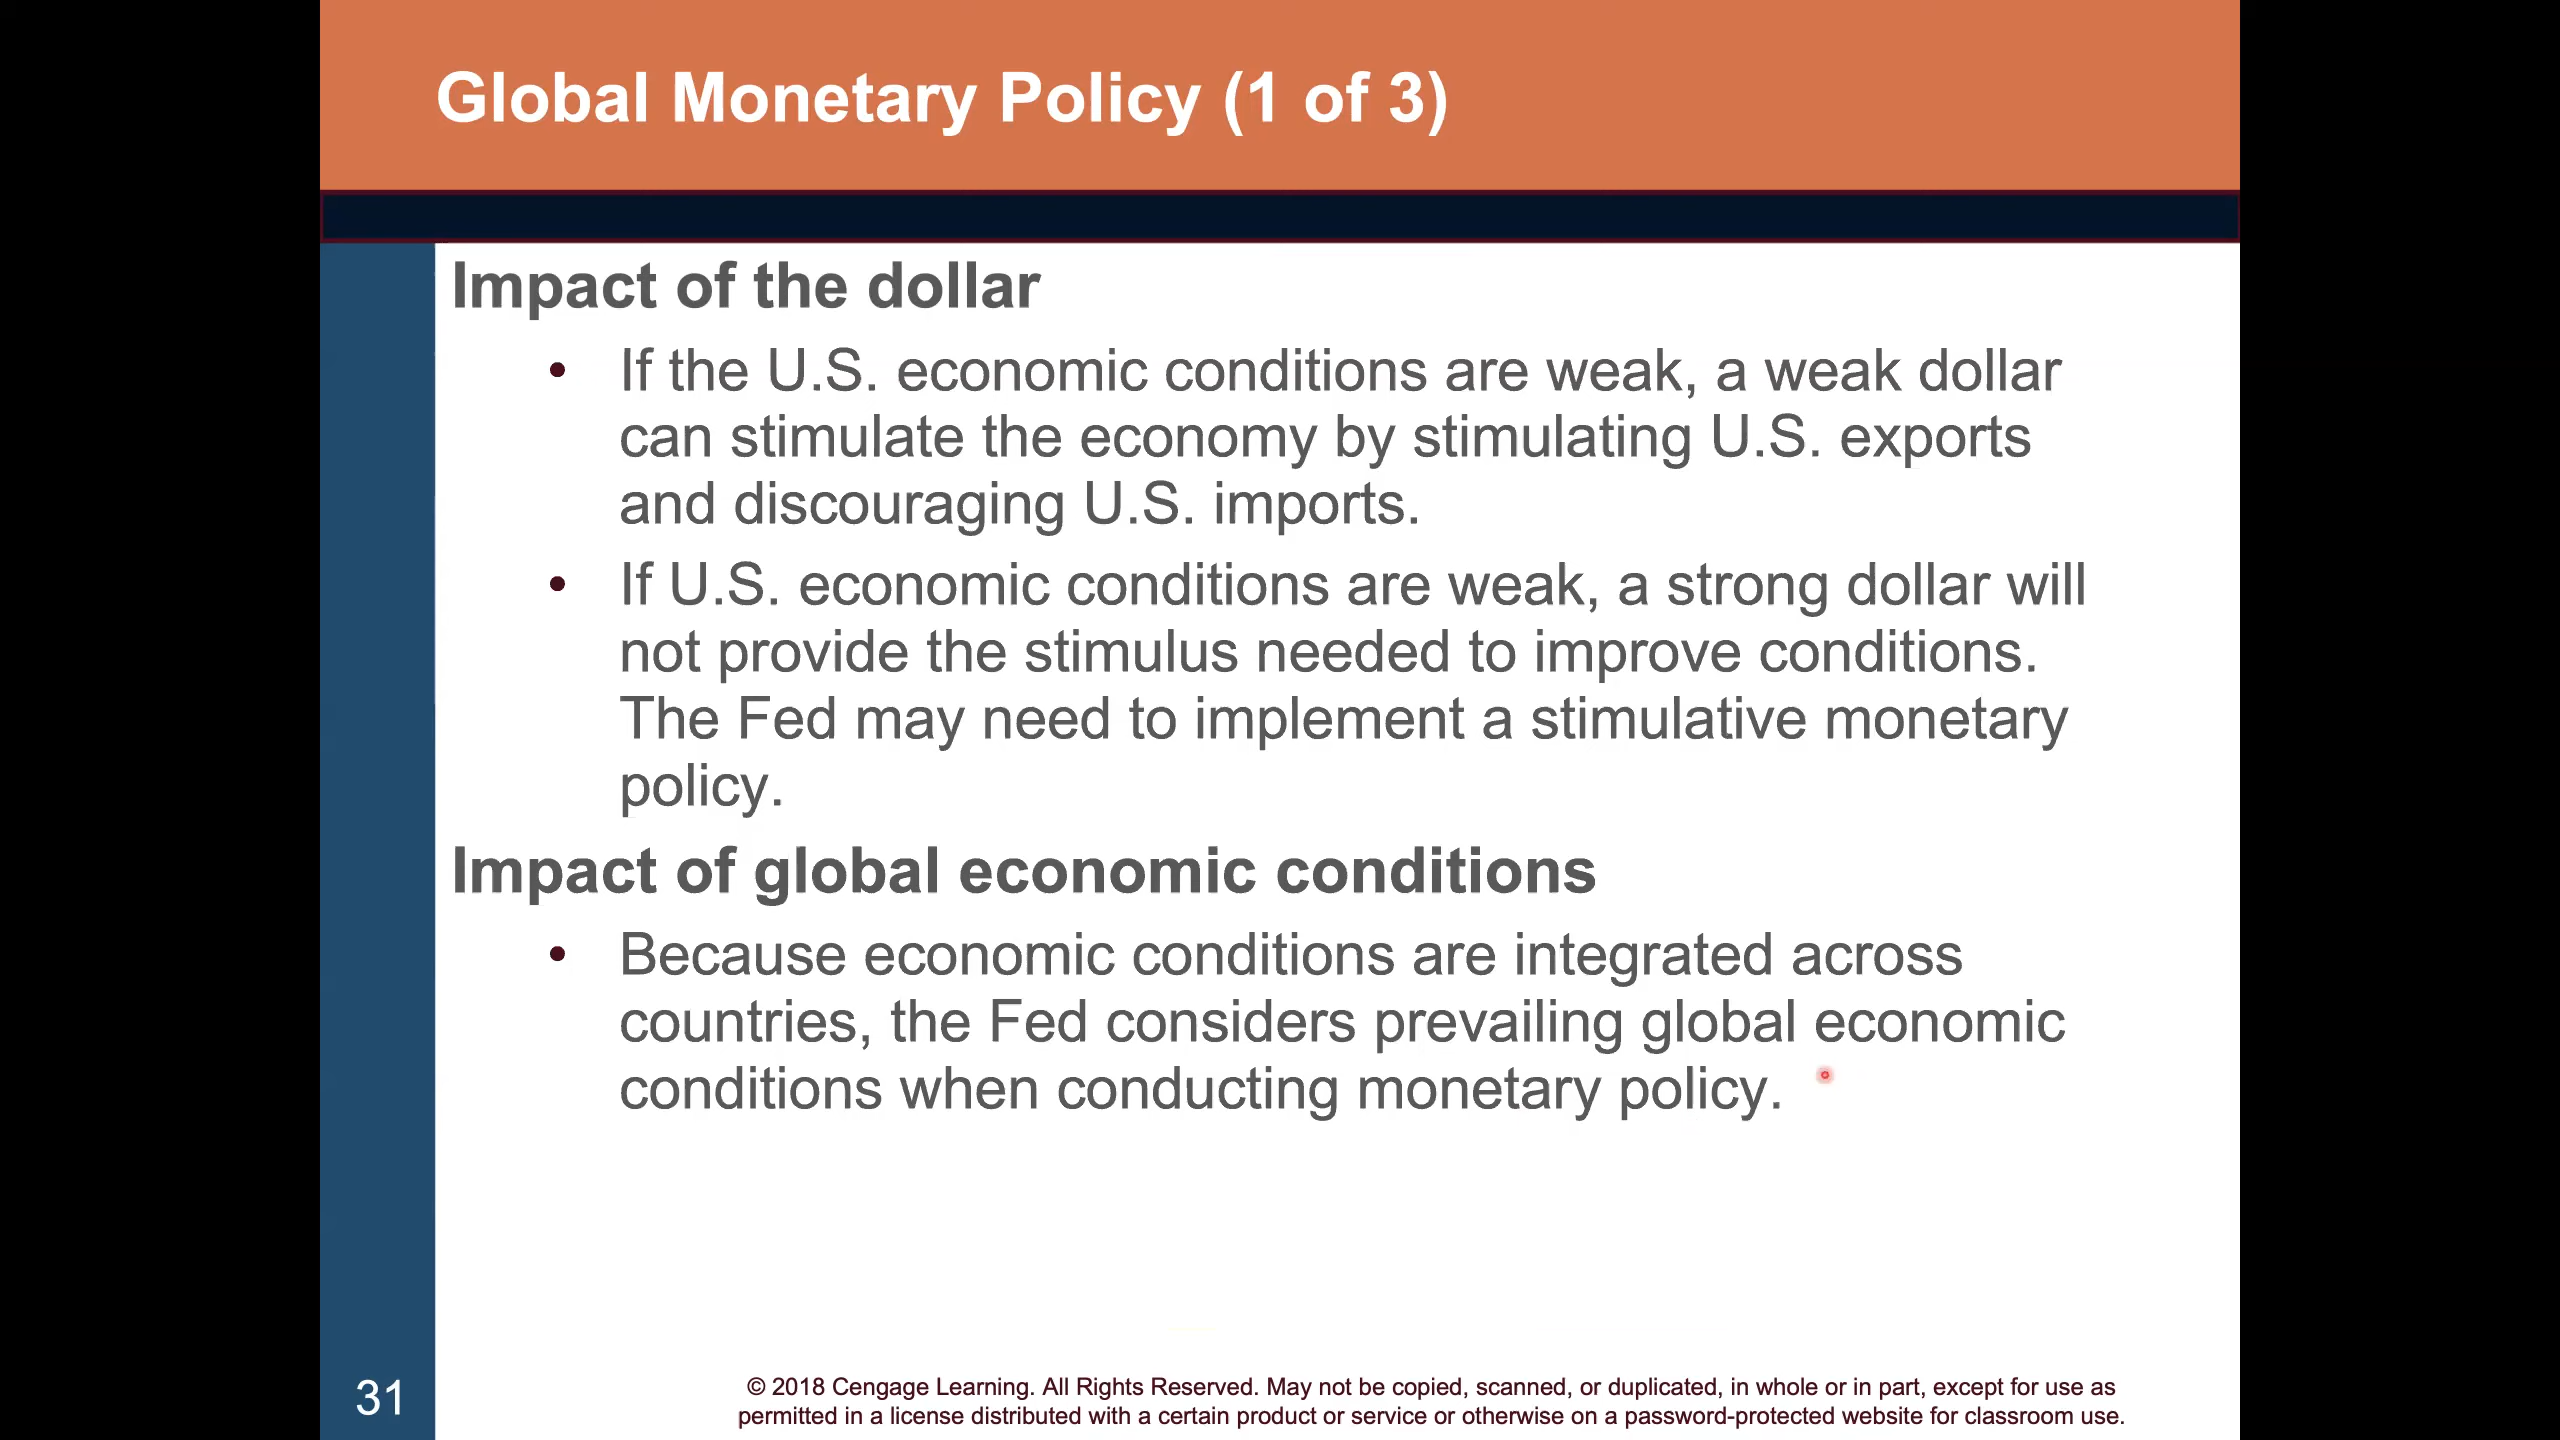 Global Monetary Policy (1 of 3)
Impact of the dollar
• If the U.S. economic conditions are weak, a weak dollar
can stimulate the economy by stimulating U.S. exports
and discouraging U.S. imports.
• If U.S. economic conditions are weak, a strong dollar will
not provide the stimulus needed to improve conditions.
The Fed may need to implement a stimulative monetary
policy.
Impact of global economic conditions
• Because economic conditions are integrated across
countries, the Fed considers prevailing global economic
conditions when conducting monetary policy.
31
© 2018 Cengage Learning. All Rights Reserved. May not be copied, scanned, or duplicated, in whole or in part, except for use as
permitted in a license distributed with a certain product or service or otherwise on a password-protected website for classroom use.